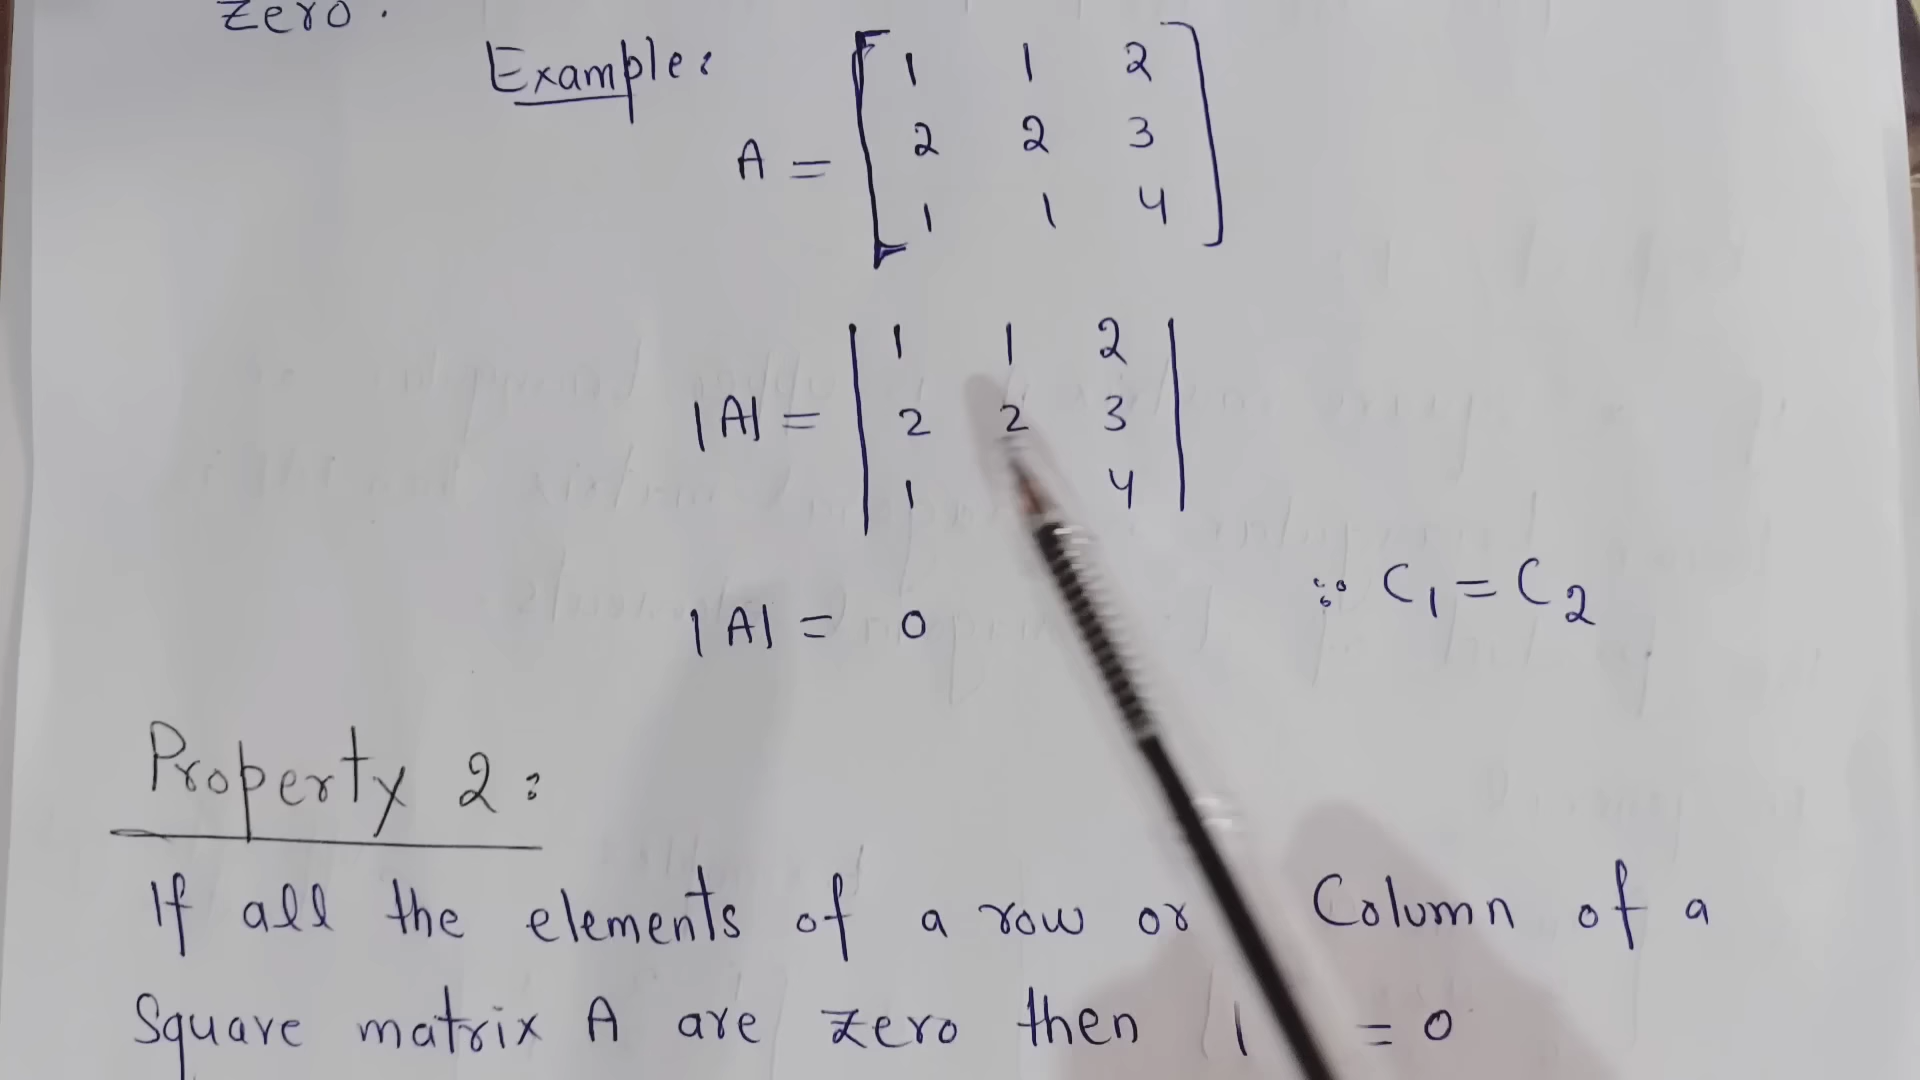 Zero.
Example:
A = [ 1 1 2
2 2 3
1 1 4 ]
|A| = | 1 1 2 |
2 2 3
1 4
|A| = 0 ∵ C₁ = C₂
Property 2:
If all the elements of a row or Column of a
Square matrix A are zero then | = 0